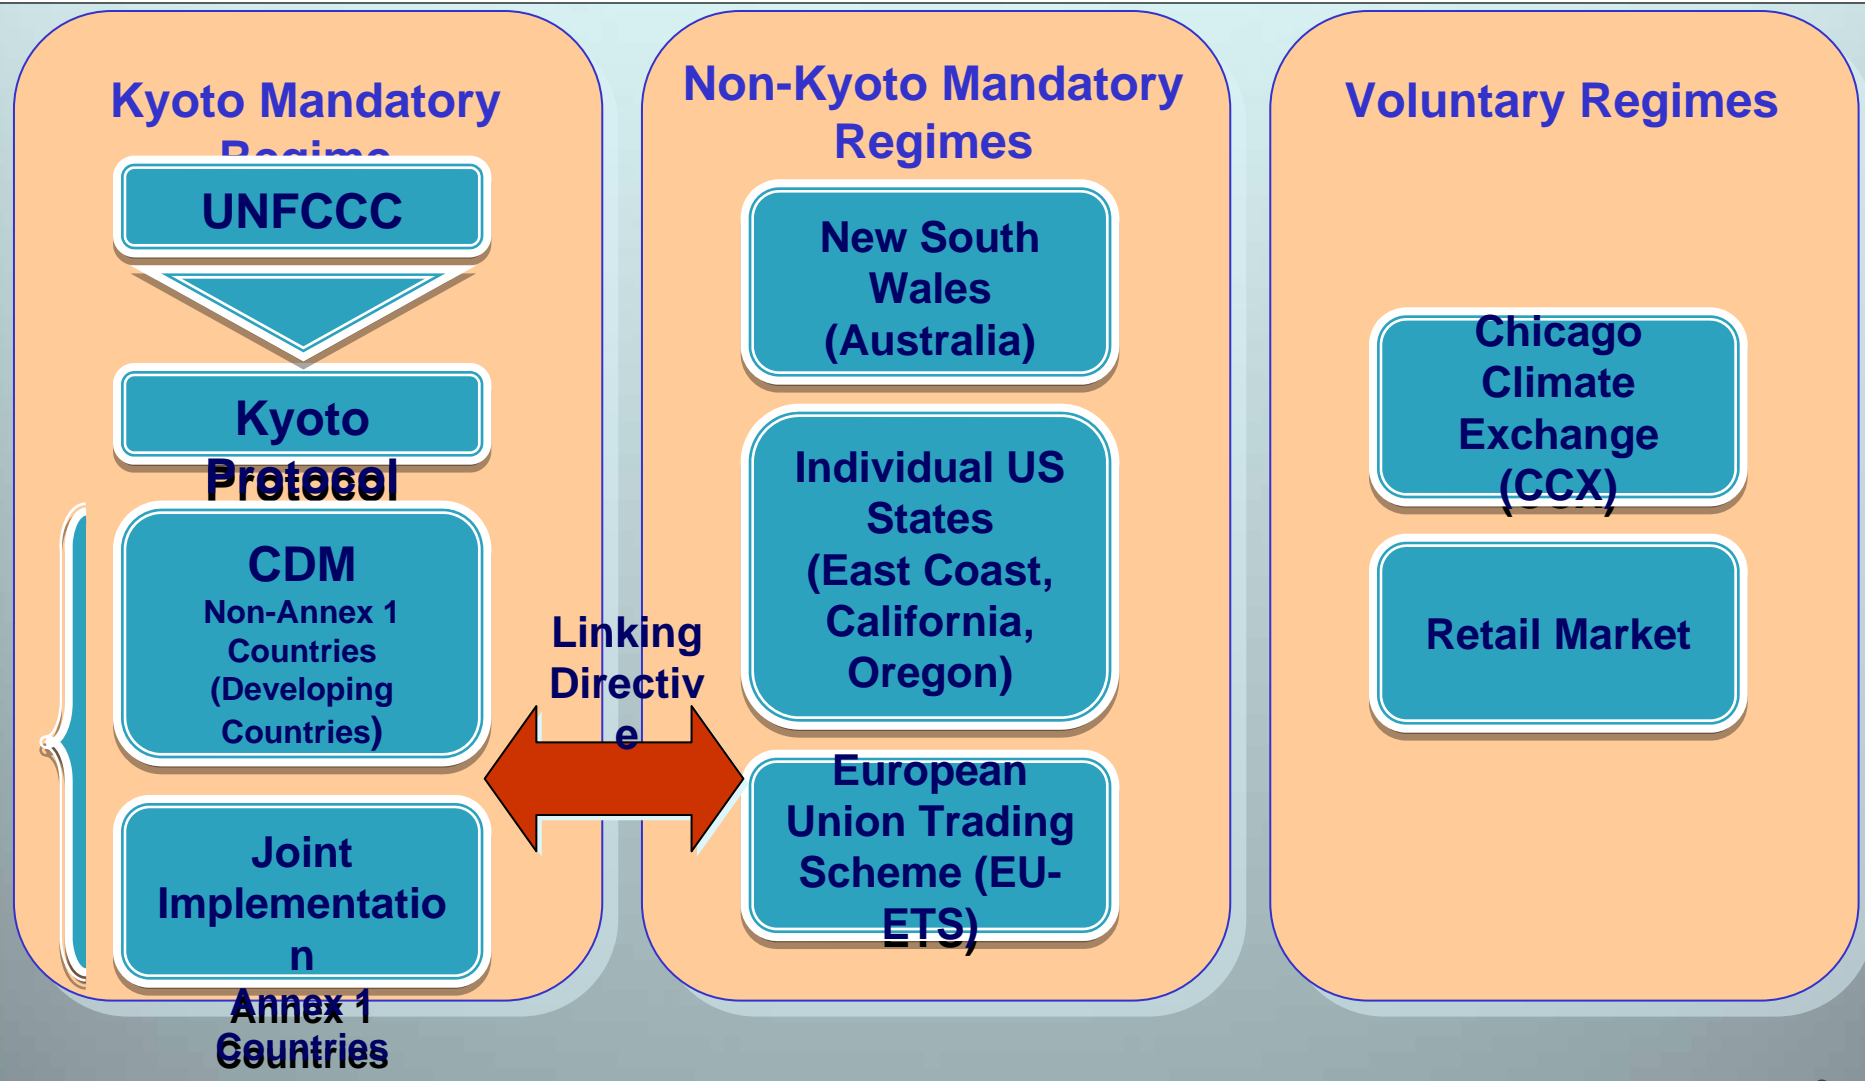 Kyoto Mandatory
Regime
UNFCCC
Kyoto
Protocol
CDM
Non-Annex 1
Countries
(Developing
Countries)
Joint
Implementatio
n
Annex 1
Countries
Linking
Directiv
e
Non-Kyoto Mandatory
Regimes
New South
Wales
(Australia)
Individual US
States
(East Coast,
California,
Oregon)
European
Union Trading
Scheme (EU-
ETS)
Voluntary Regimes
Chicago
Climate
Exchange
(CCX)
Retail Market